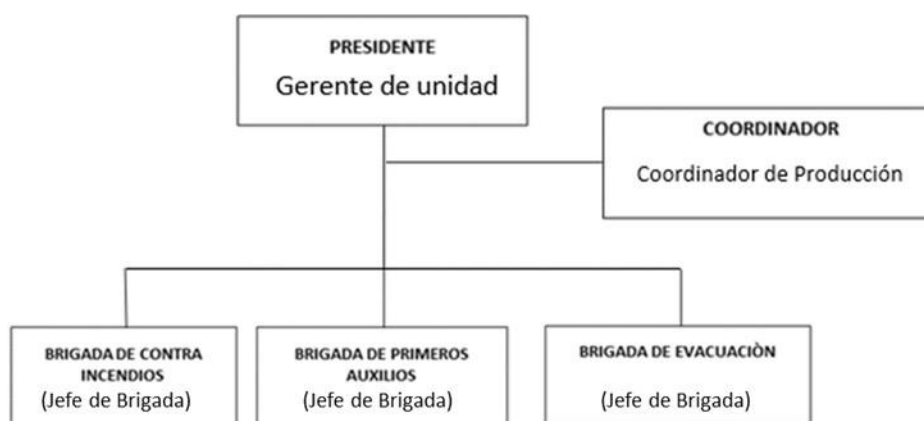 PRESIDENTE
Gerente de unidad
COORDINADOR
Coordinador de Producción
BRIGADA DE CONTRA
INCENDIOS
(Jefe de Brigada)
BRIGADA DE PRIMEROS
AUXILIOS
(Jefe de Brigada)
BRIGADA DE EVACUACIÒN
(Jefe de Brigada)